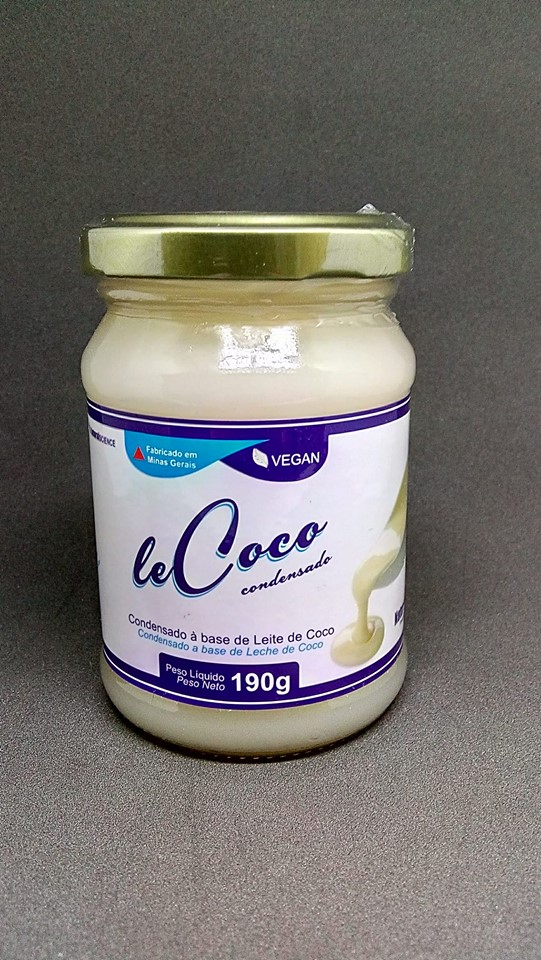 SCIENCE
Fabricado em
Minas Gerais
VEGAN
leCoco
condensado
Condensado à base de Leite de Coco
Condensado a base de Leche de Coco
Peso Líquido
Peso Neto
190g